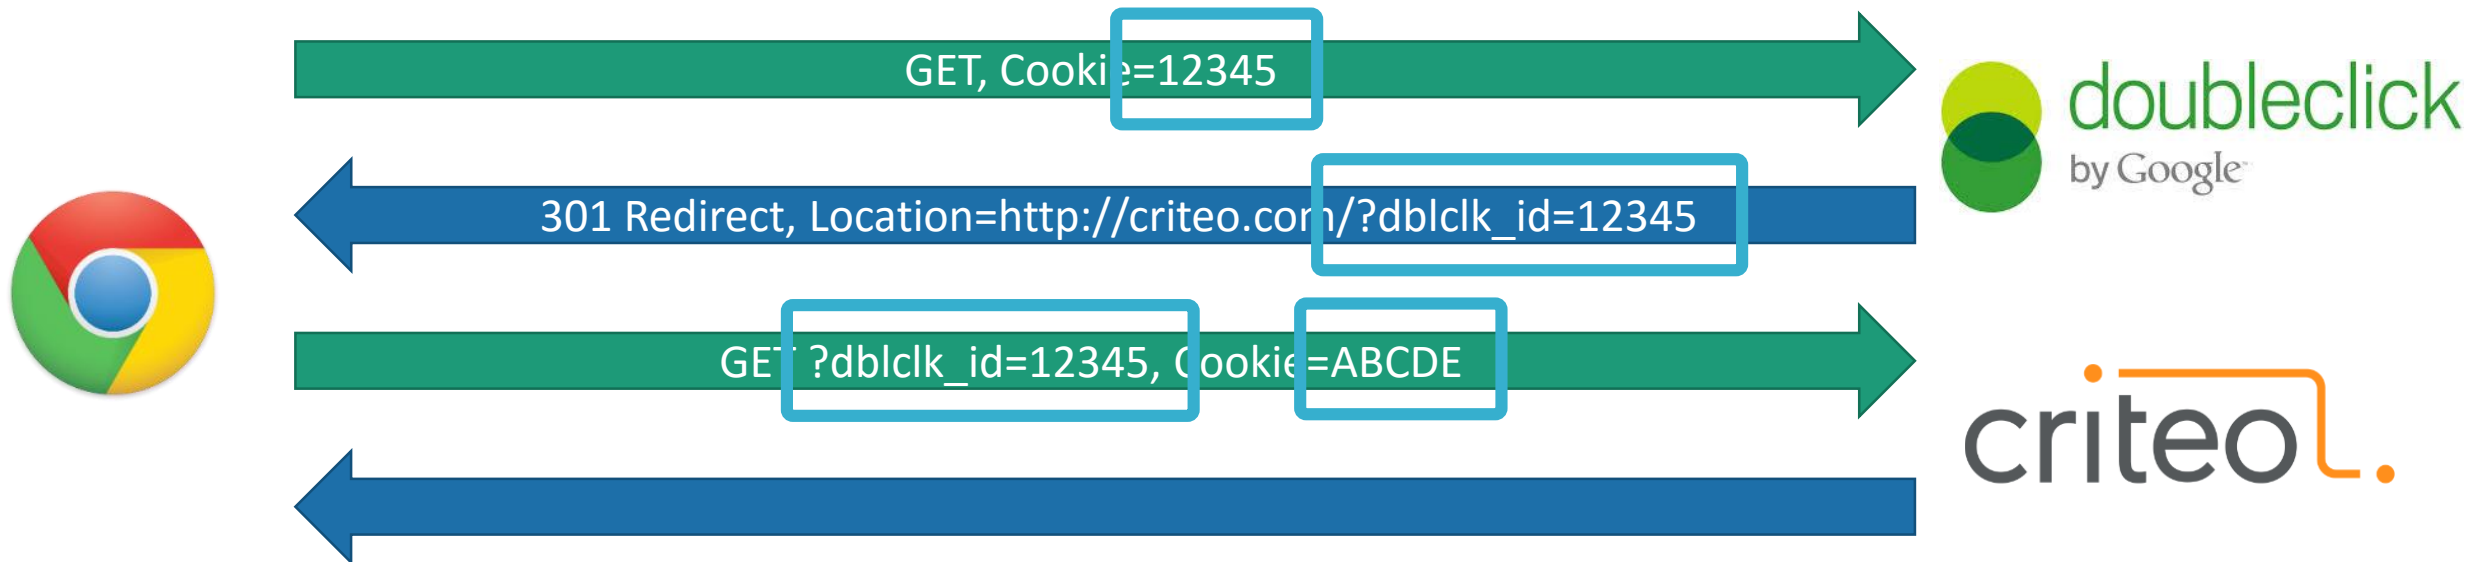 GET, Cookie=12345
doubleclick
by Google
301 Redirect, Location=http://criteo.com/?dblclk_id=12345
GET ?dblclk_id=12345, Cookie=ABCDE
criteo.